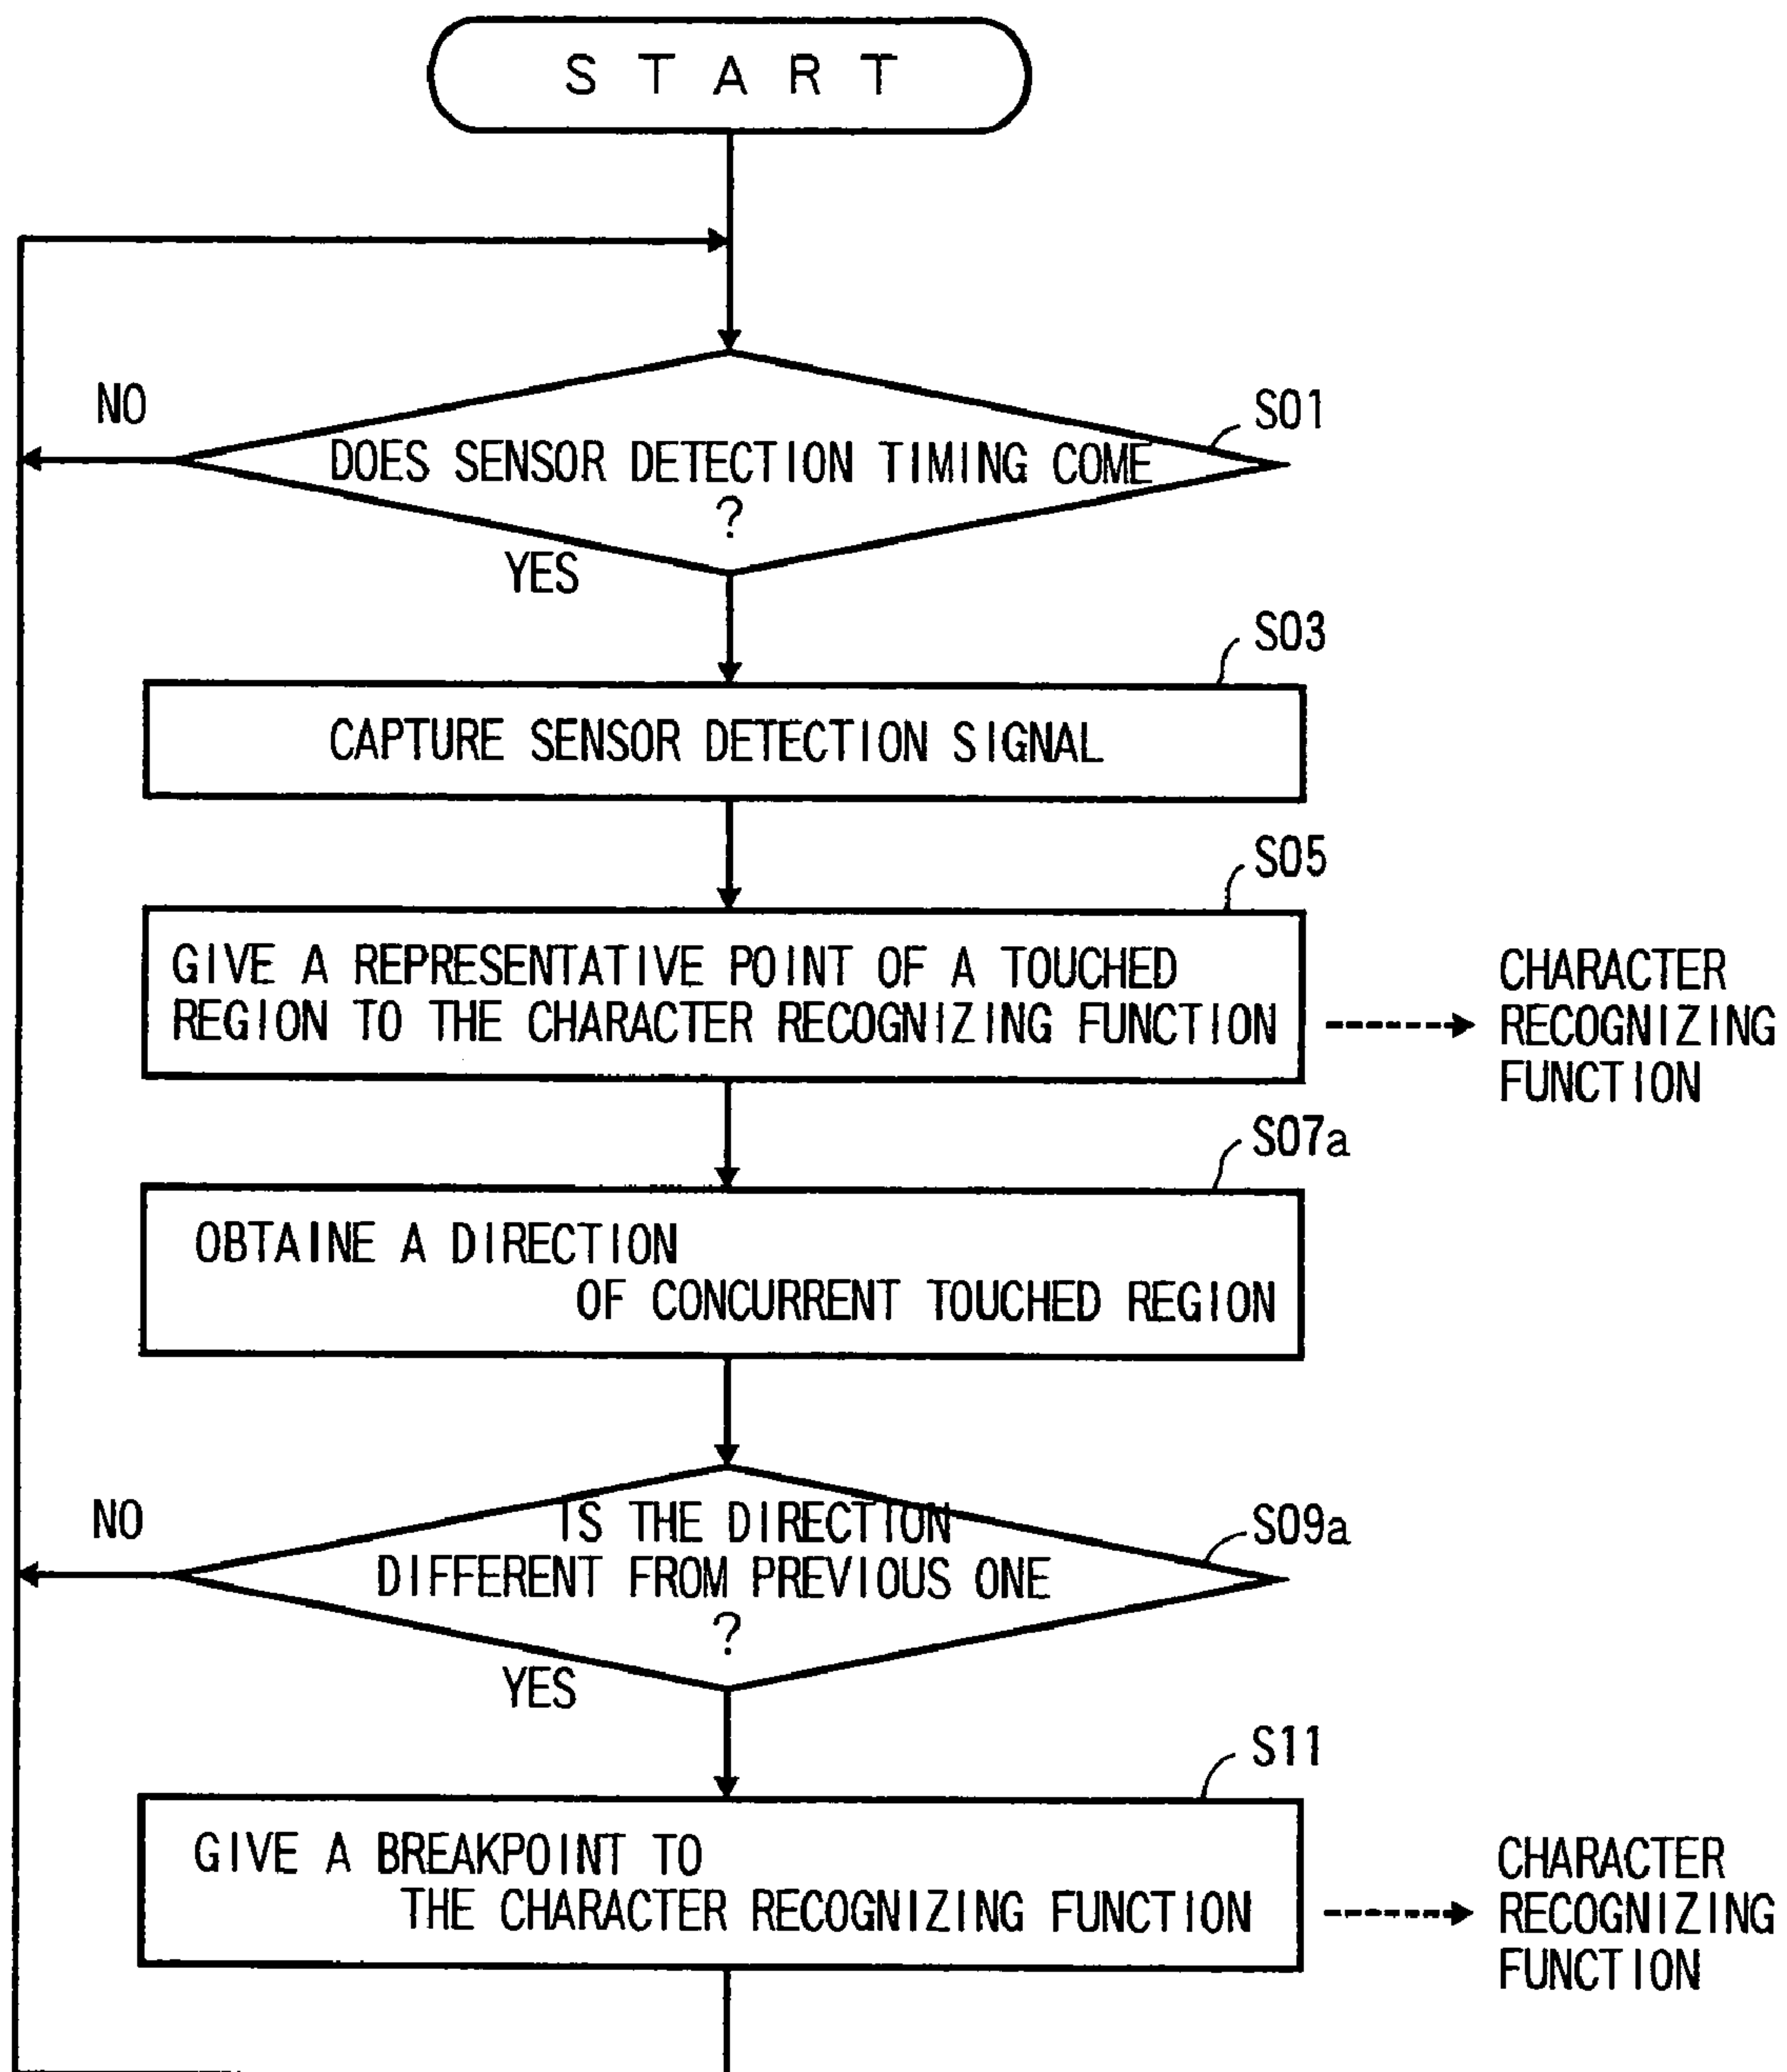 START
NO
S01
DOES SENSOR DETECTION TIMING COME
?
YES
S03
CAPTURE SENSOR DETECTION SIGNAL
S05
GIVE A REPRESENTATIVE POINT OF A TOUCHED
REGION TO THE CHARACTER RECOGNIZING FUNCTION
CHARACTER
RECOGNIZING
FUNCTION
S07a
OBTAINE A DIRECTION
OF CONCURRENT TOUCHED REGION
NO
S09a
IS THE DIRECTION
DIFFERENT FROM PREVIOUS ONE
?
YES
S11
GIVE A BREAKPOINT TO
THE CHARACTER RECOGNIZING FUNCTION
CHARACTER
RECOGNIZING
FUNCTION